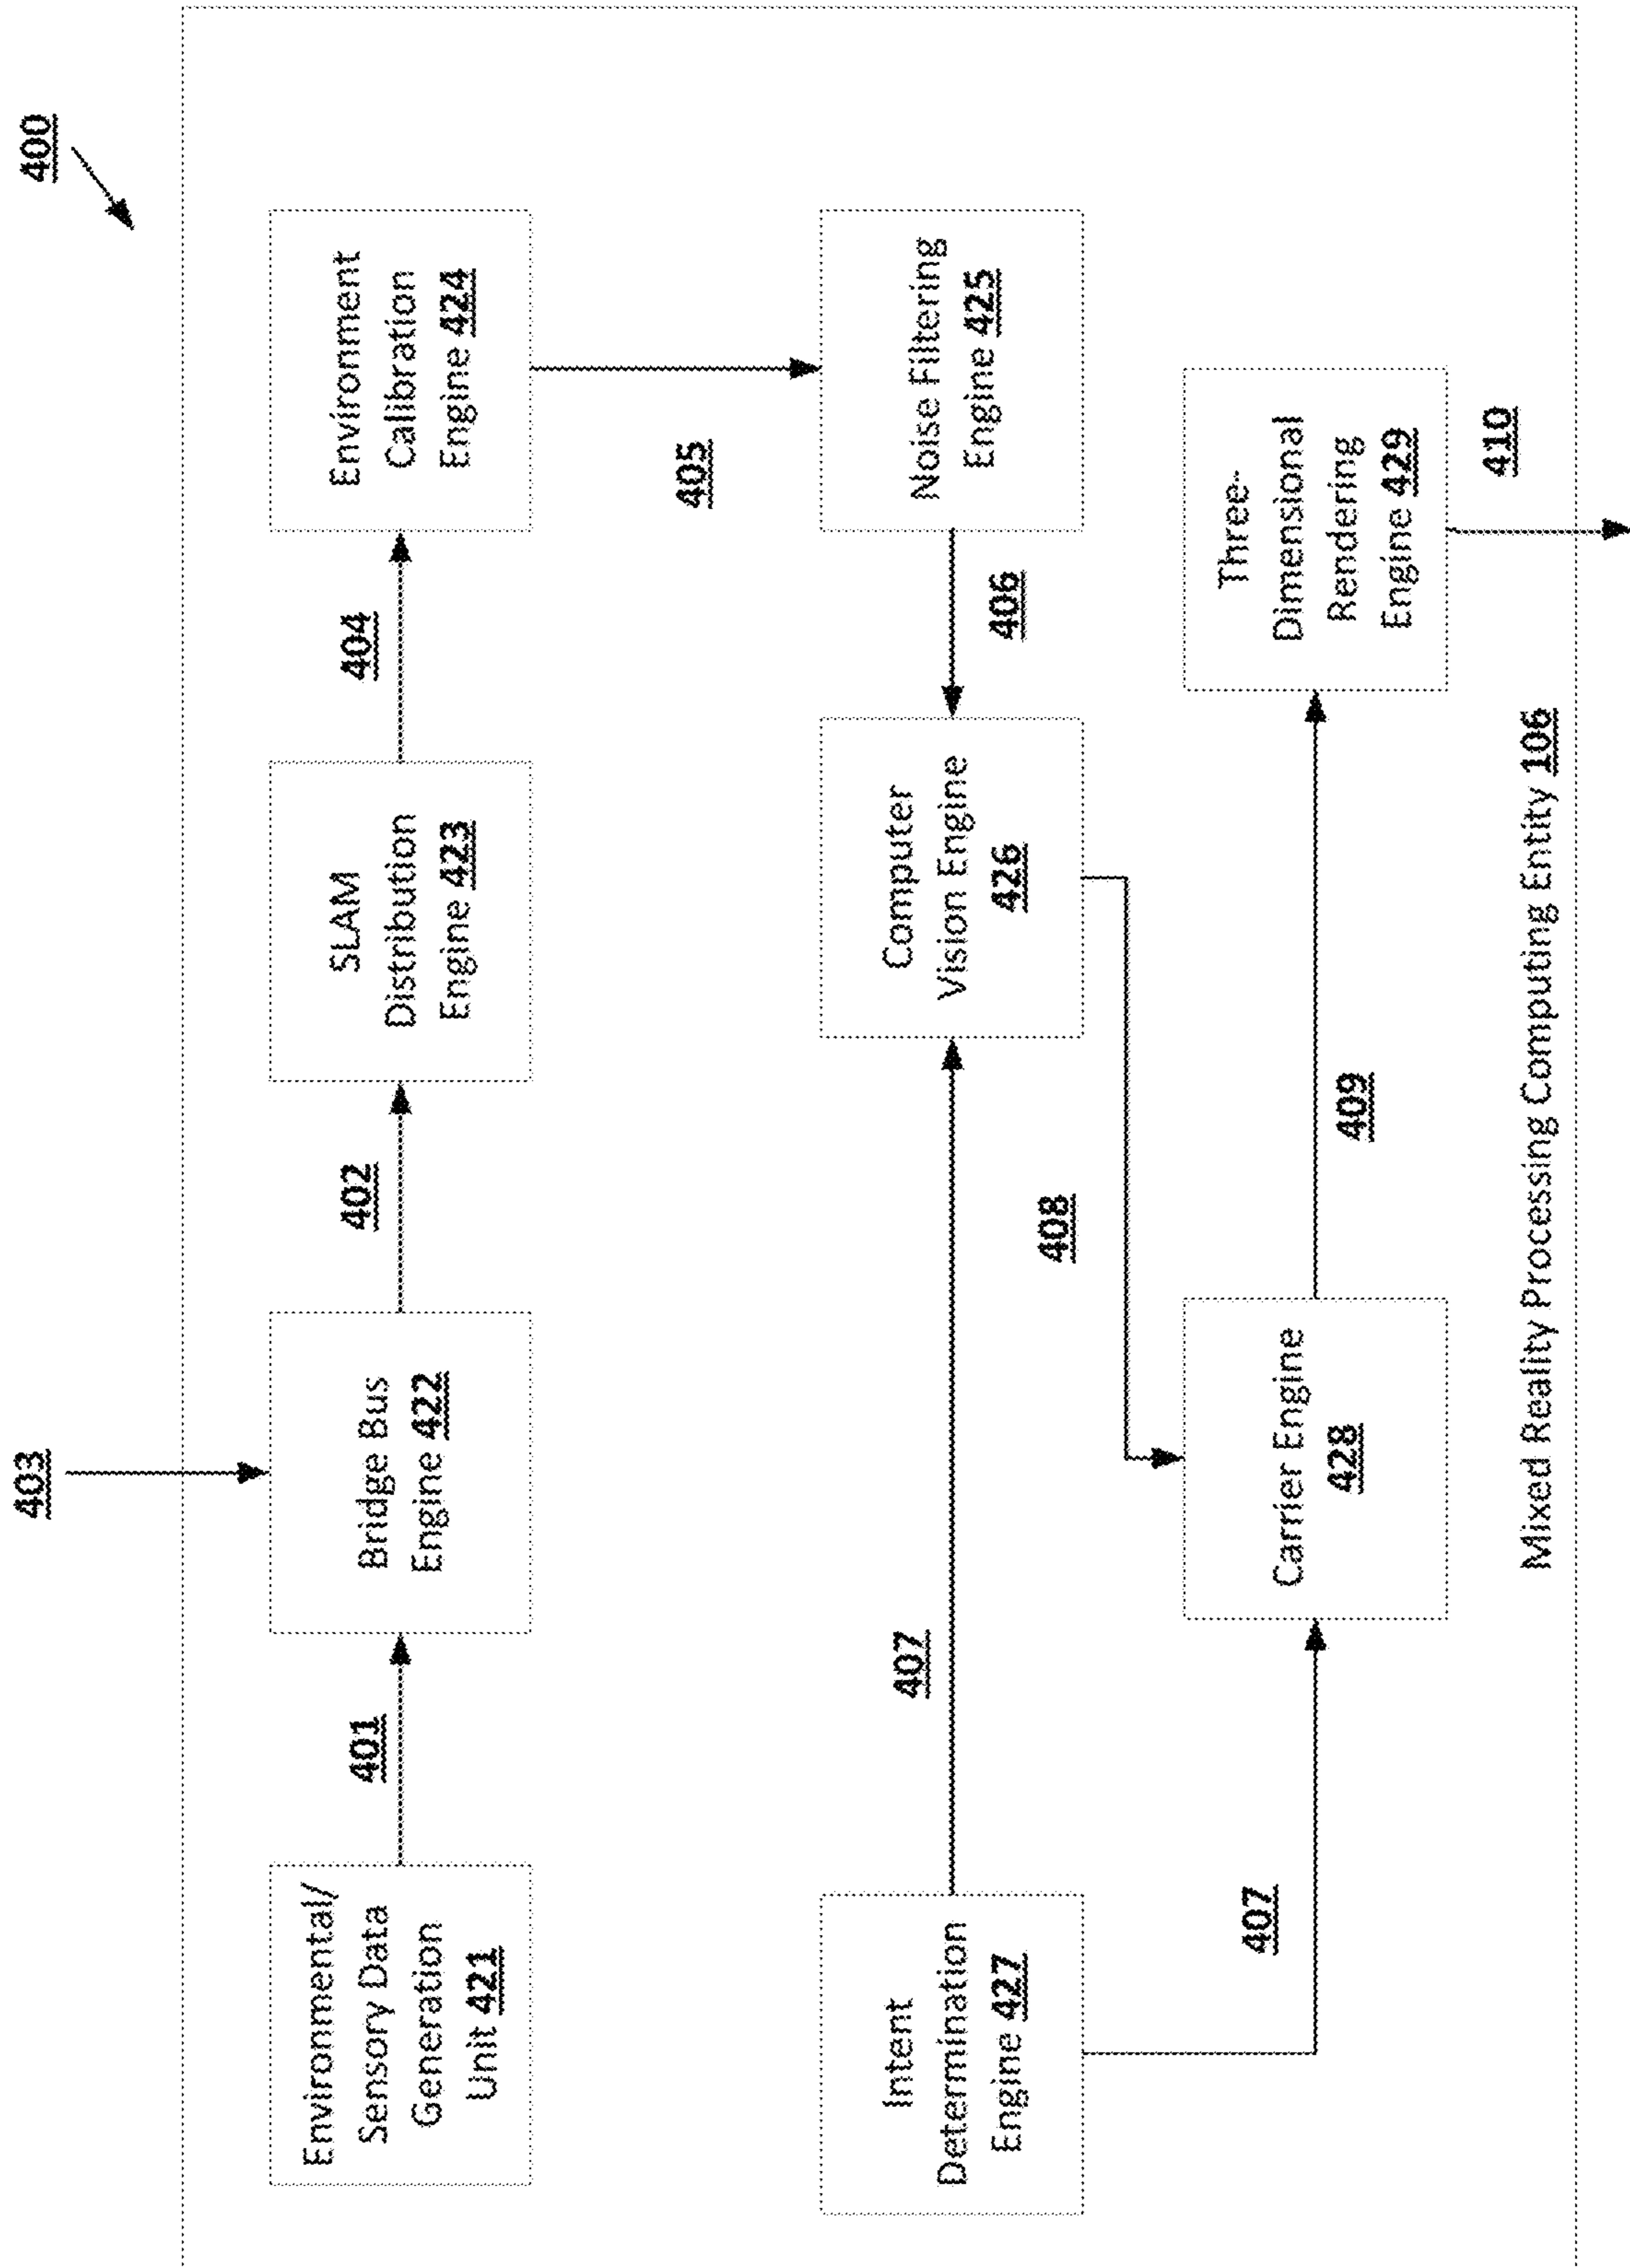 400
403
Environmental/
Sensory Data
Generation
Unit 421
401
Bridge Bus
Engine 422
402
SLAM
Distribution
Engine 423
404
Environment
Calibration
Engine 424
405
Intent
Determination
Engine 427
407
Computer
Vision Engine
426
406
Noise Filtering
Engine 425
408
407
Carrier Engine
428
409
Three-
Dimensional
Rendering
Engine 429
410
Mixed Reality Processing Computing Entity 106